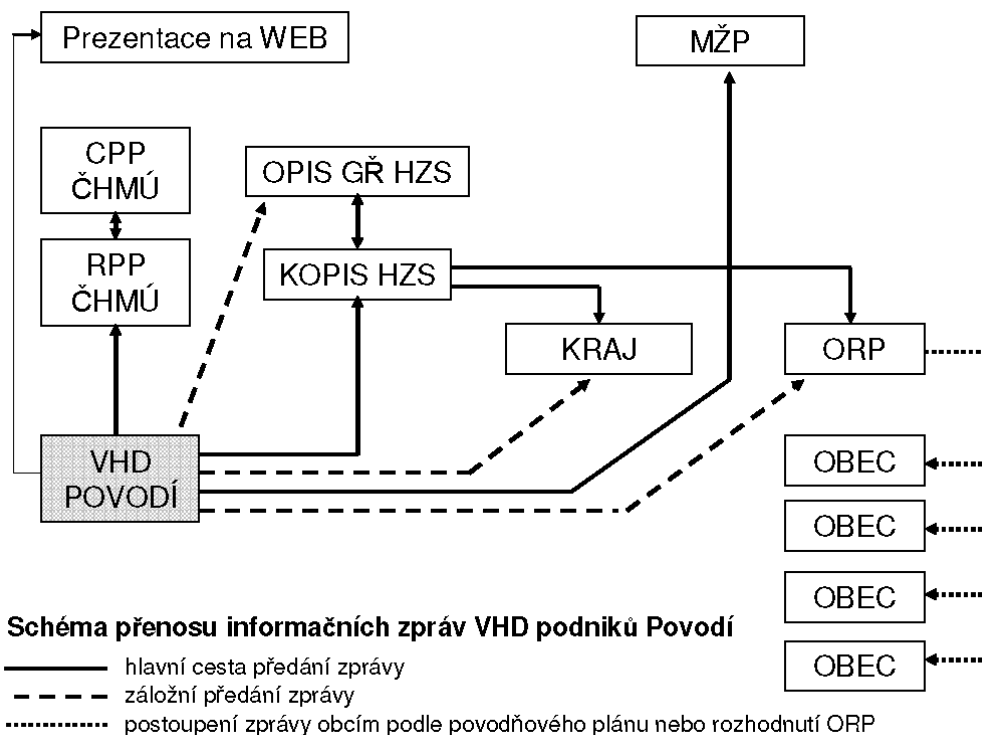 Prezentace na WEB
MŽP
CPP
ČHMÚ
OPIS GŘ HZS
RPP
ČHMÚ
KOPIS HZS
KRAJ
ORP
VHD
POVODÍ
OBEC
OBEC
OBEC
OBEC
Schéma přenosu informačních zpráv VHD podniků Povodí
hlavní cesta předání zprávy
záložní předání zprávy
postoupení zprávy obcím podle povodňového plánu nebo rozhodnutí ORP